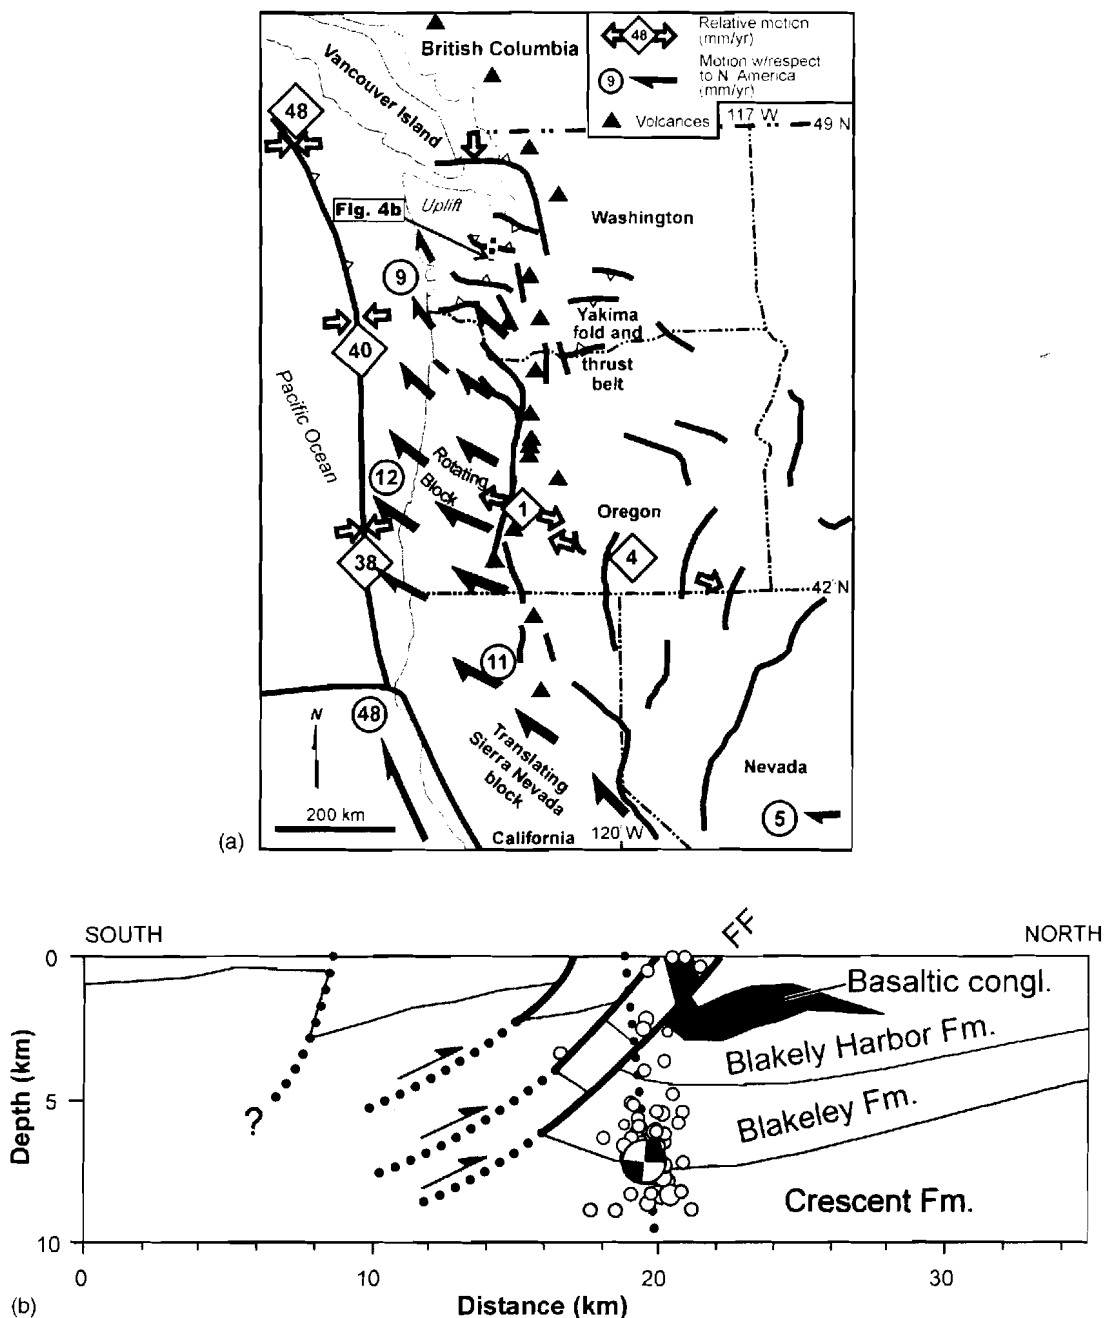 Relative motion
(mm/yr)
48
Motion w/respect
to N. America
(mm/yr)
9
Volcanoes
British Columbia
Vancouver Island
48
117 W
49 N
Uplift
Fig. 4b
Washington
9
Yakima
fold and
thrust
belt
40
Pacific Ocean
12
Rotating
Block
1
Oregon
4
38
42 N
11
48
N
Translating
Sierra Nevada
block
Nevada
200 km
5
120 W
California
(a)
SOUTH
FF
NORTH
0
Basaltic congl.
Blakely Harbor Fm.
5
Blakeley Fm.
Depth (km)
?
Crescent Fm.
10
0
10
20
30
Distance (km)
(b)